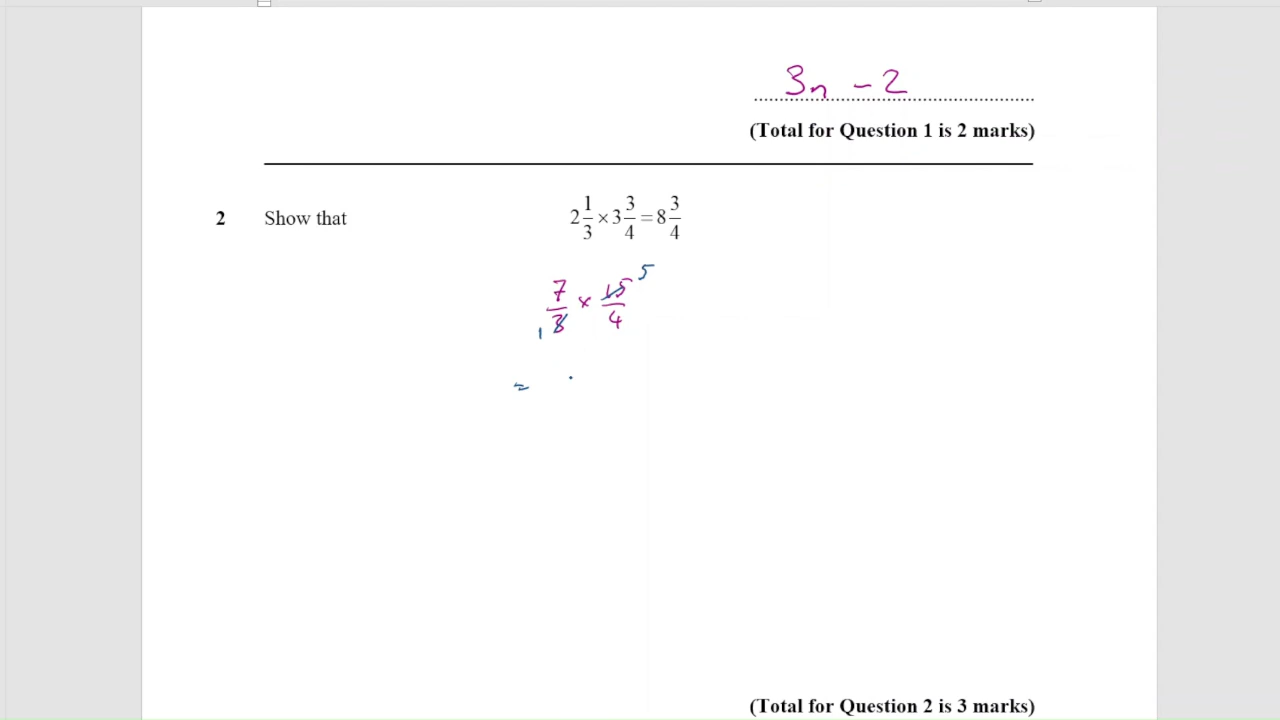 3n - 2
(Total for Question 1 is 2 marks)
2 Show that 2 1/3 × 3 3/4 = 8 3/4
7/3 × 15/4 5
1
=
(Total for Question 2 is 3 marks)